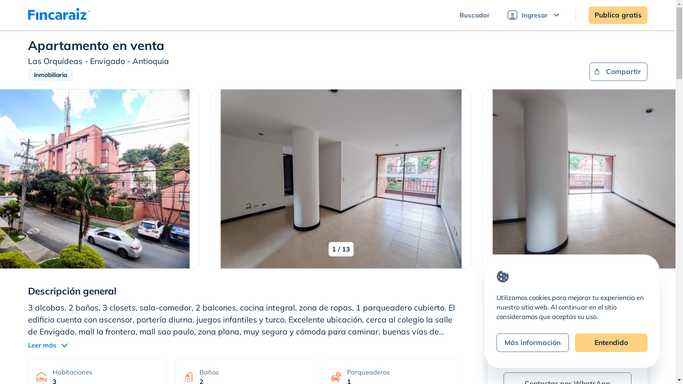 Fincaraiz
Buscador
Ingresar
Publica gratis
Apartamento en venta
Las Orquídeas - Envigado - Antioquia
Inmobiliaria
Compartir
1 / 13
Descripción general
3 alcobas, 2 baños, 3 closets, sala-comedor, 2 balcones, cocina integral, zona de ropas, 1 parqueadero cubierto. El
edificio cuenta con ascensor, portería diurna, juegos infantiles y turco. Excelente ubicación, cerca al colegio la salle
de Envigado, mall la frontera, mall sao paulo, zona plana, muy segura y cómoda para caminar, buenas vías de...
Leer más
Habitaciones
3
Baños
2
Parqueaderos
1
Utilizamos cookies para mejorar tu experiencia en
nuestro sitio web. Al continuar en el sitio
consideramos que aceptas su uso.
Más información
Entendido
Contactar por WhatsApp